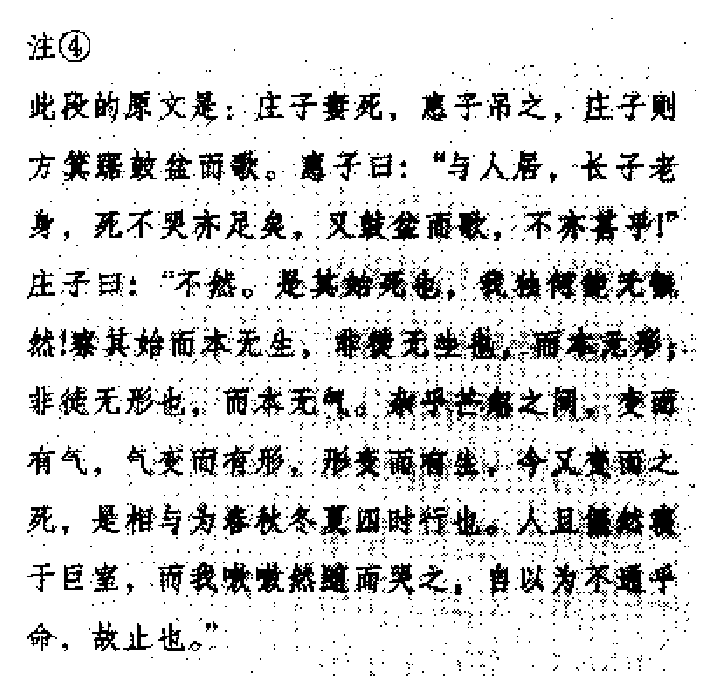 注④
此段的原文是：庄子妻死，惠子吊之，庄子则
方箕踞鼓盆而歌。惠子曰：“与人居，长子老
身，死不哭亦足矣，又鼓盆而歌，不亦甚乎!”
庄子曰：“不然。是其始死也，我独何能无慨
然!察其始而本无生，非徒无生也，而本无形；
非徒无形也，而本无气。杂乎芒芴之间，变而
有气，气变而有形，形变而有生，今又变而之
死，是相与为春秋冬夏四时行也。人且偃然寝
于巨室，而我嗷嗷然随而哭之，自以为不通乎
命，故止也。”